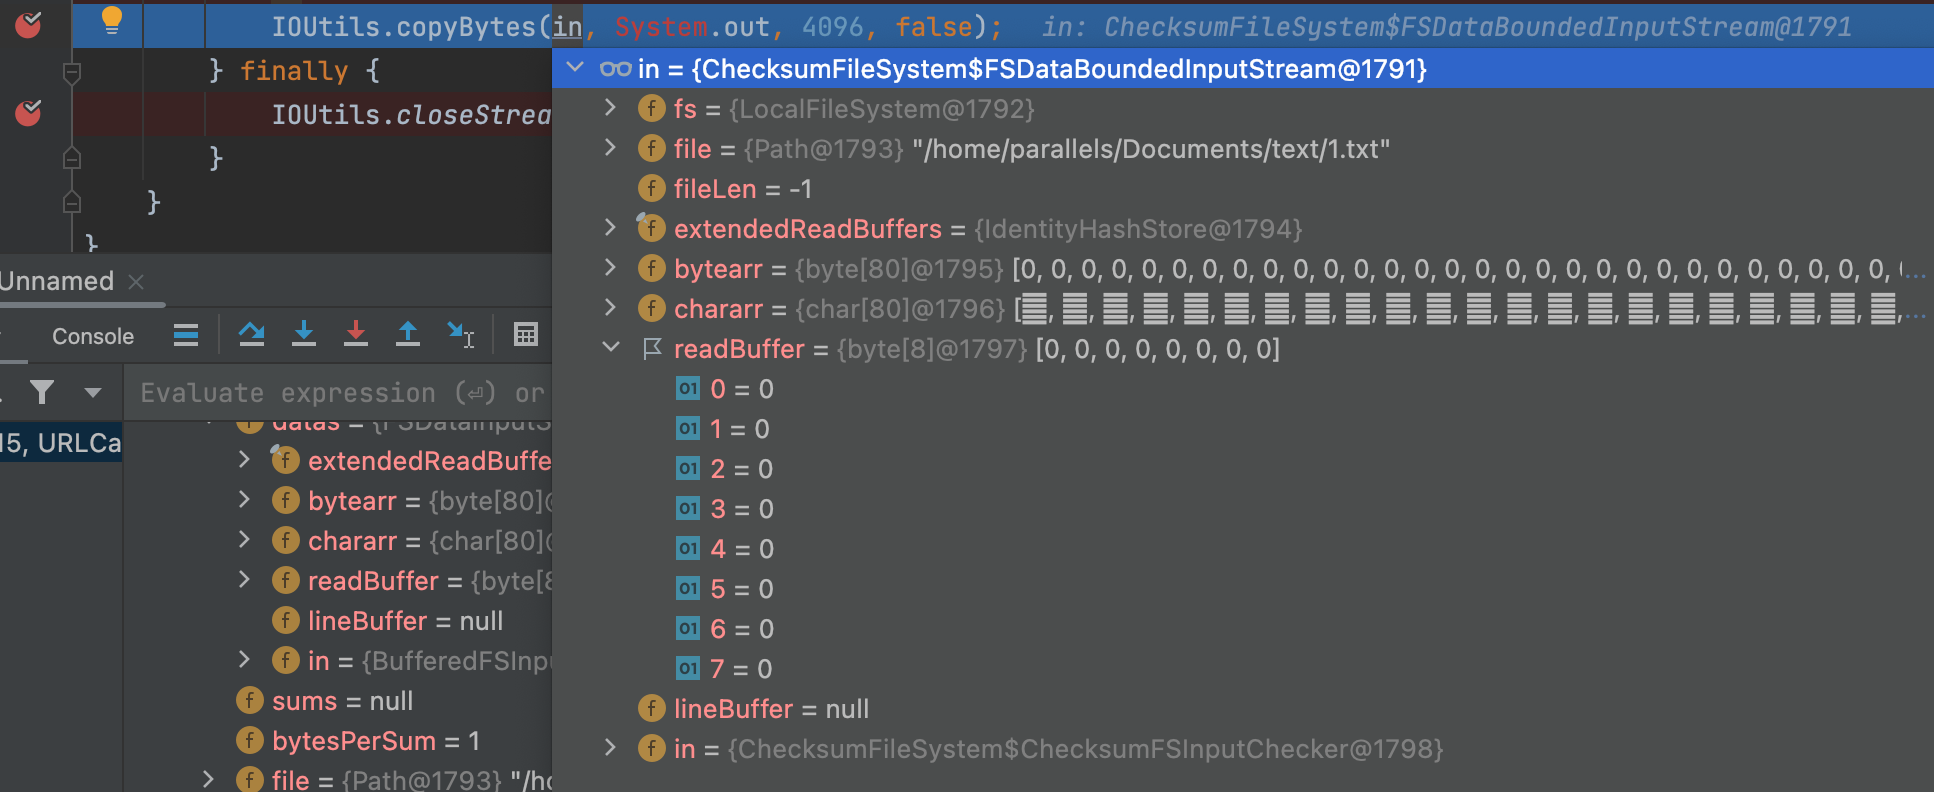 IOUtils.copyBytes(in, System.out, 4096, false);   in: ChecksumFileSystem$FSDataBoundedInputStream@1791
} finally {
IOUtils.closeStrea
}
}
}
in = {ChecksumFileSystem$FSDataBoundedInputStream@1791}
fs = {LocalFileSystem@1792}
file = {Path@1793} "/home/parallels/Documents/text/1.txt"
fileLen = -1
extendedReadBuffers = {IdentityHashStore@1794}
bytearr = {byte[80]@1795} [0, 0, 0, 0, 0, 0, 0, 0, 0, 0, 0, 0, 0, 0, 0, 0, 0, 0, 0, 0, 0, 0, 0, 0, 0, 0, 0, 0, 0, ...
chararr = {char[80]@1796} [
readBuffer = {byte[8]@1797} [0, 0, 0, 0, 0, 0, 0, 0]
0 = 0
1 = 0
2 = 0
3 = 0
4 = 0
5 = 0
6 = 0
7 = 0
lineBuffer = null
in = {ChecksumFileSystem$ChecksumFSInputChecker@1798}
Unnamed
Console
Evaluate expression (⏎) or
15, URLCa
datas = {FSDataInputS
extendedReadBuffe
bytearr = {byte[80]@
chararr = {char[80]@
readBuffer = {byte[8
lineBuffer = null
in = {BufferedFSInpu
sums = null
bytesPerSum = 1
file = {Path@1793} "/ho